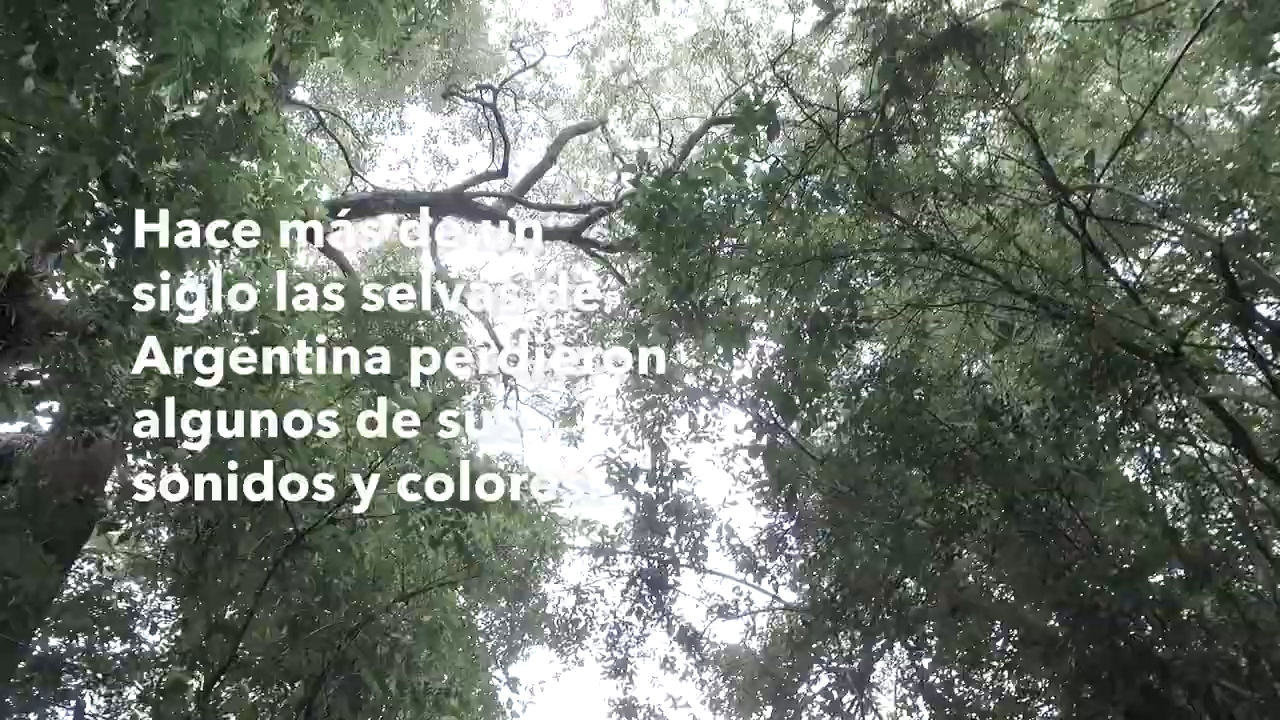 Hace más de un
siglo las selvas de
Argentina perdieron
algunos de sus
sonidos y colores.